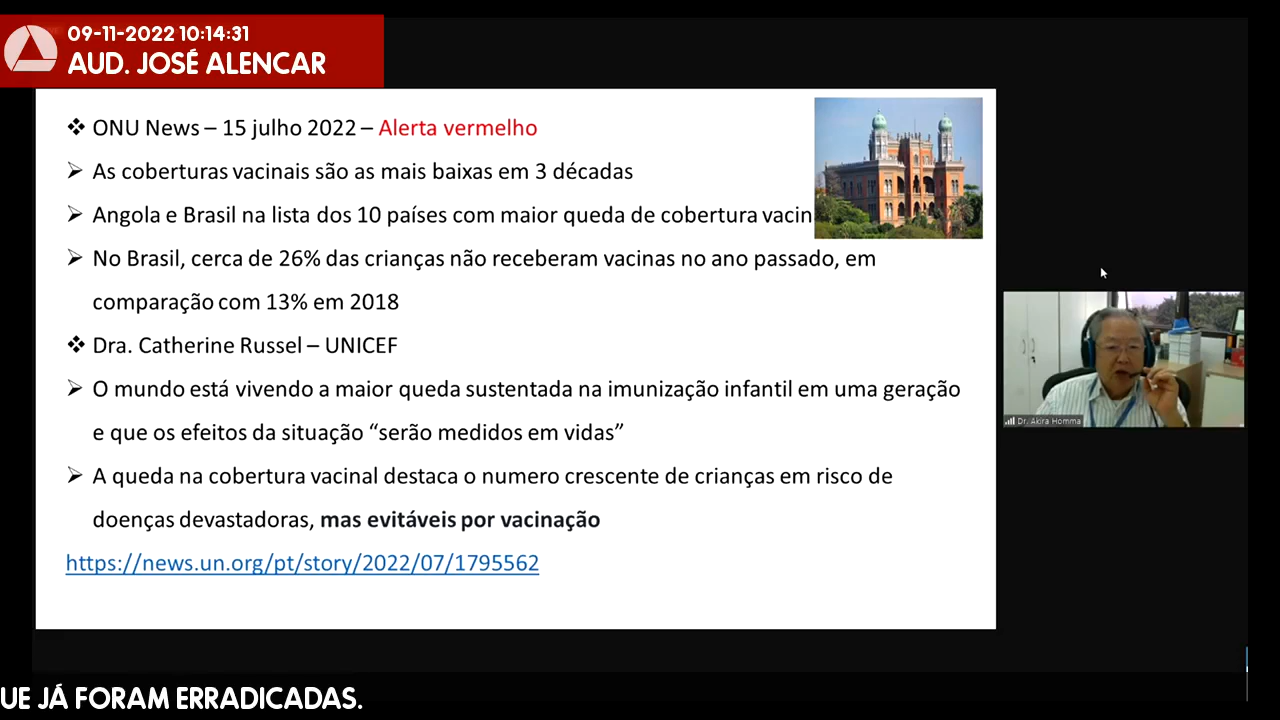 09-11-2022 10:14:31
AUD. JOSÉ ALENCAR
❖ ONU News – 15 julho 2022 – Alerta vermelho
➢ As coberturas vacinais são as mais baixas em 3 décadas
➢ Angola e Brasil na lista dos 10 países com maior queda de cobertura vacin
➢ No Brasil, cerca de 26% das crianças não receberam vacinas no ano passado, em
comparação com 13% em 2018
❖ Dra. Catherine Russel – UNICEF
➢ O mundo está vivendo a maior queda sustentada na imunização infantil em uma geração
e que os efeitos da situação “serão medidos em vidas”
➢ A queda na cobertura vacinal destaca o numero crescente de crianças em risco de
doenças devastadoras, mas evitáveis por vacinação
https://news.un.org/pt/story/2022/07/1795562
Dr. Akira Homma
UE JÁ FORAM ERRADICADAS.